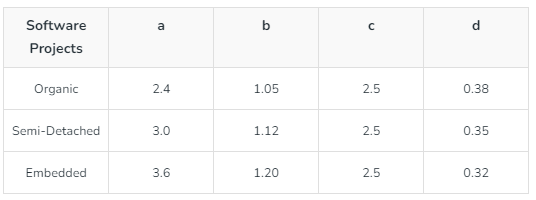 Software Projects a b c d
Organic 2.4 1.05 2.5 0.38
Semi-Detached 3.0 1.12 2.5 0.35
Embedded 3.6 1.20 2.5 0.32